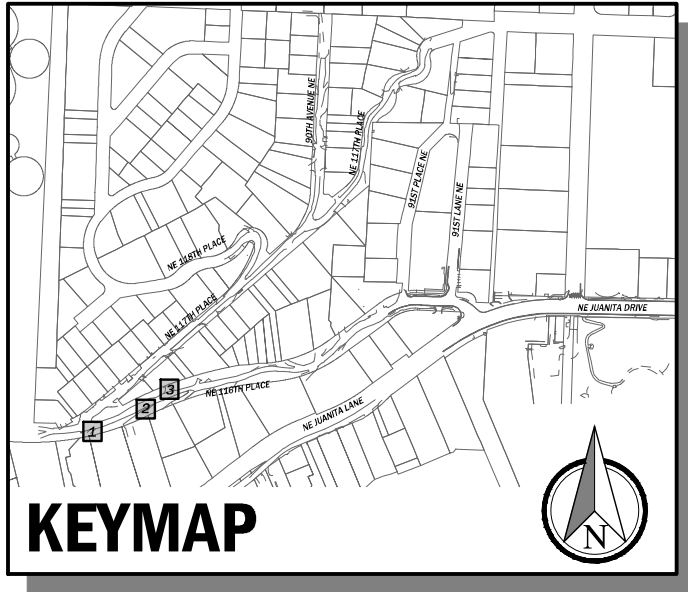 90TH AVENUE NE
NE 117TH PLACE
91ST PLACE NE
91ST LANE NE
NE 118TH PLACE
NE 117TH PLACE
NE JUANITA DRIVE
3
NE 116TH PLACE
2
NE JUANITA LANE
1
KEYMAP
N